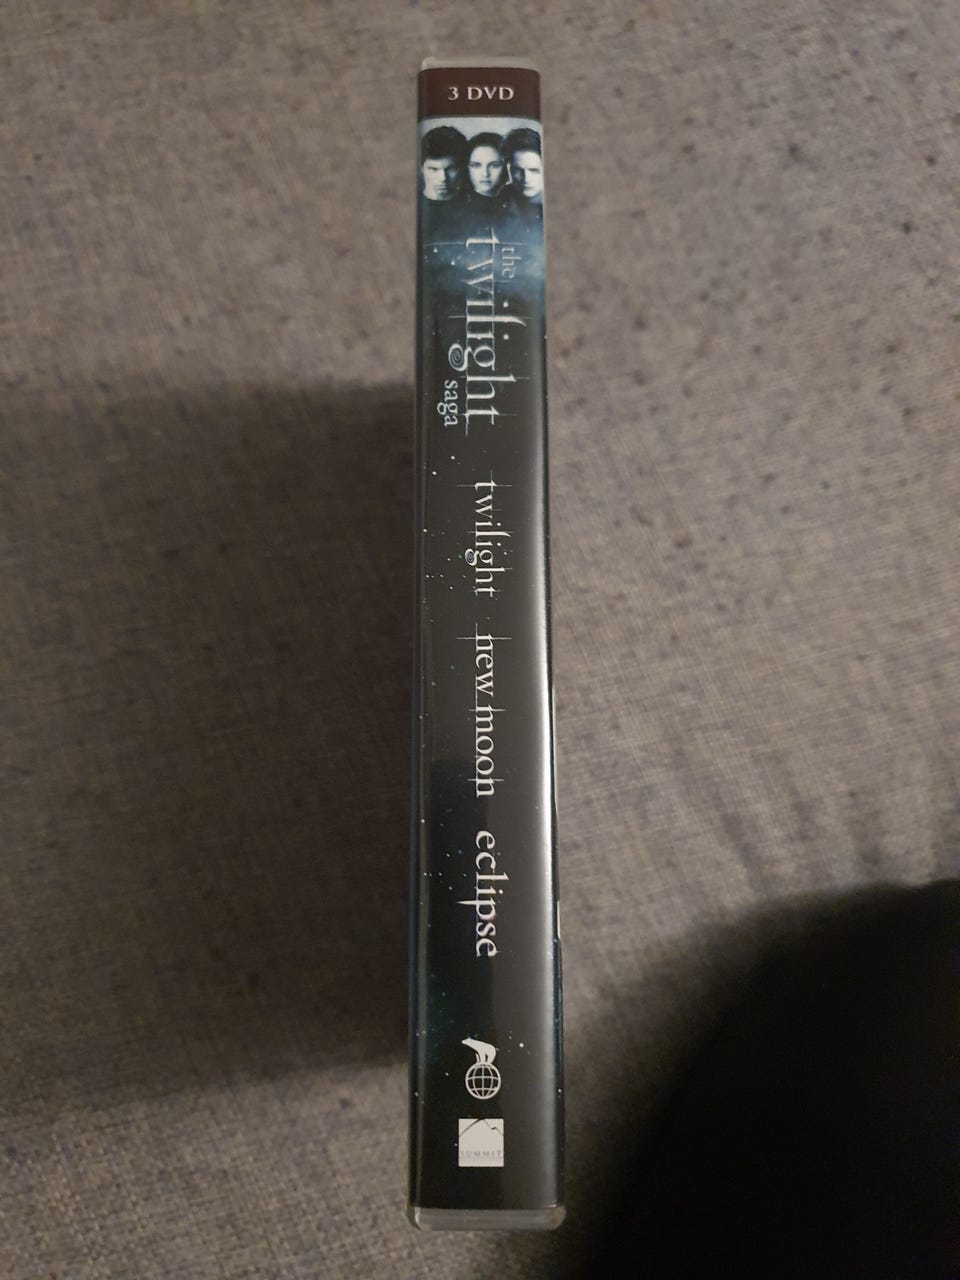 3 DVD
the
twilight
saga
twilight
new moon
eclipse
SUMMIT